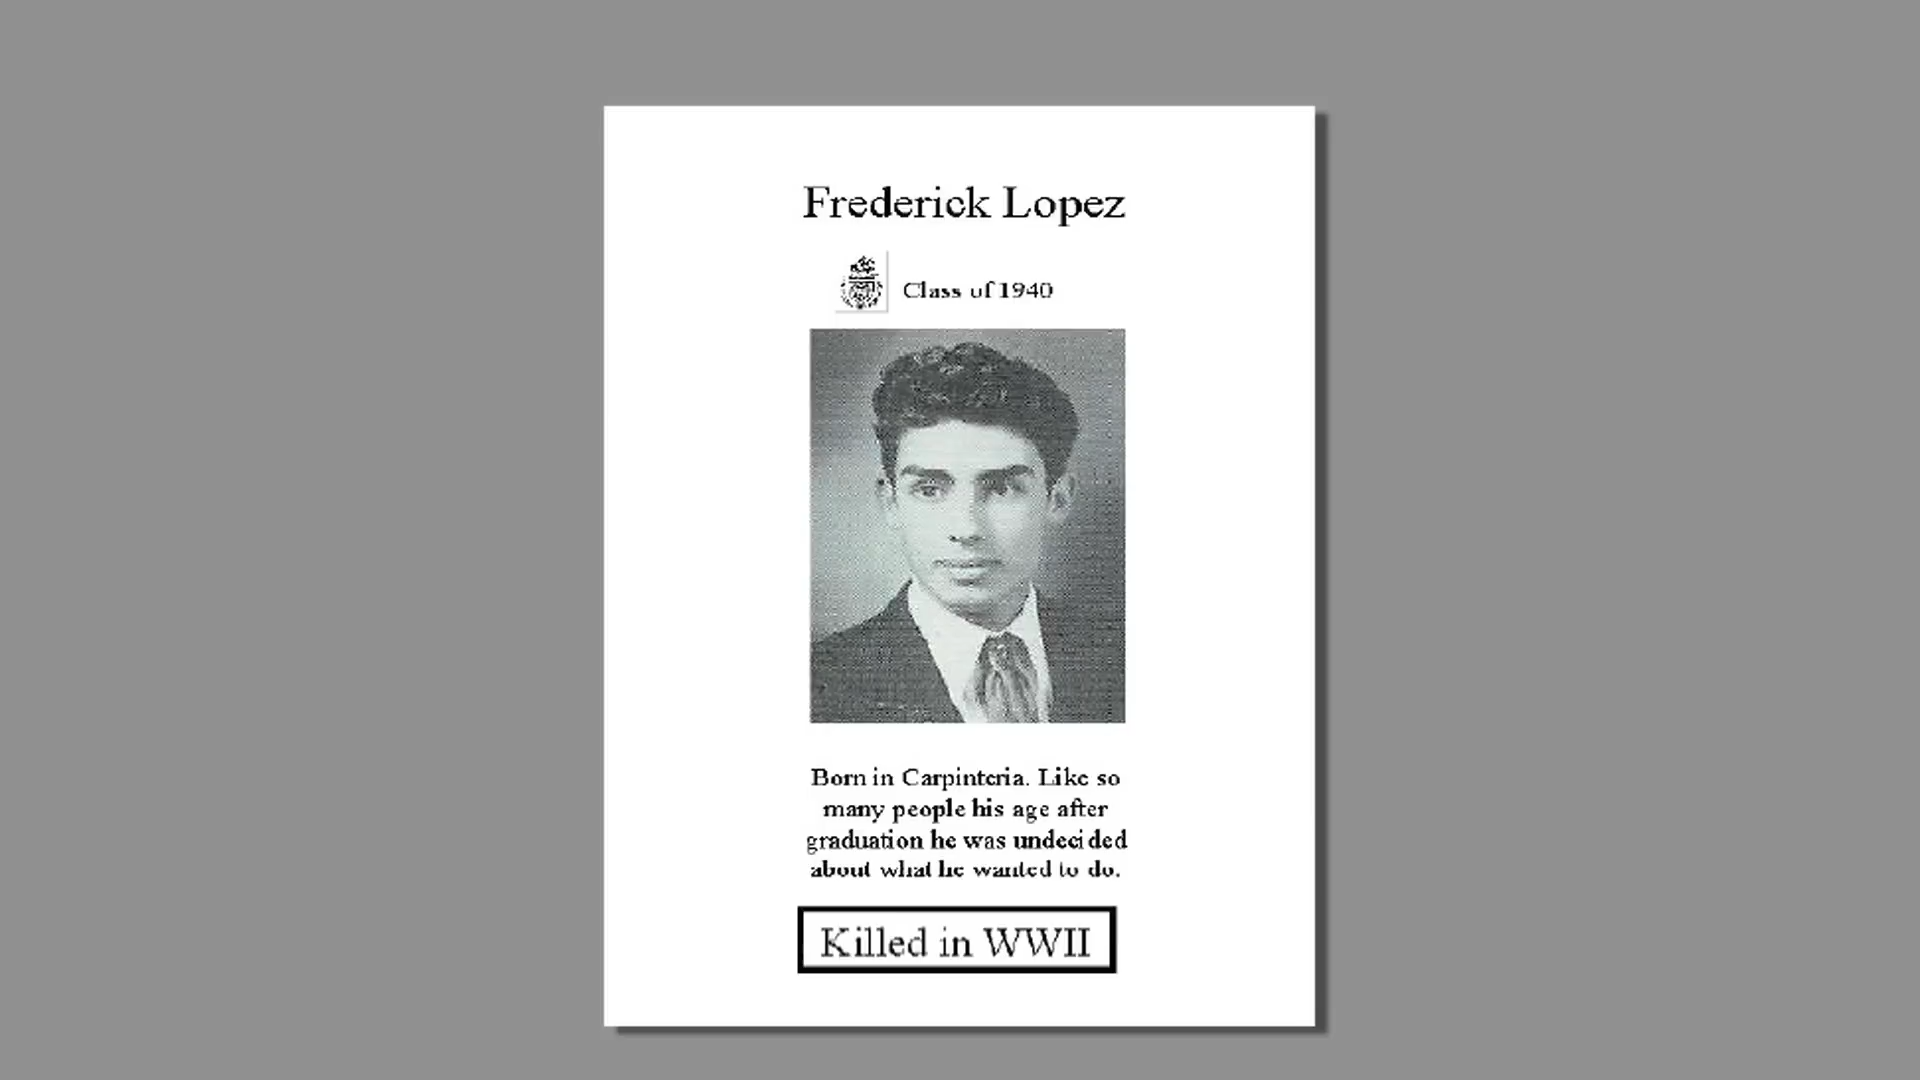 Frederick Lopez
Class of 1940
Born in Carpinteria. Like so
many people his age after
graduation he was undecided
about what he wanted to do.
Killed in WWII